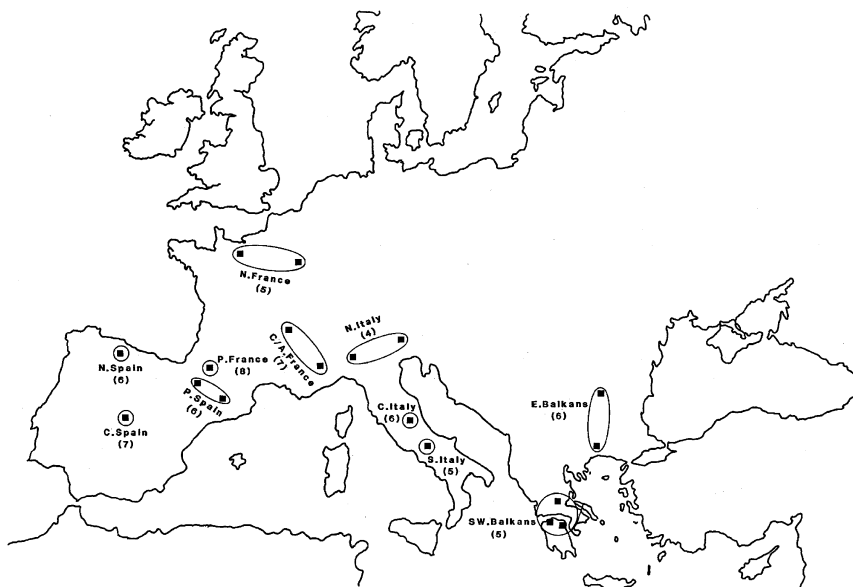 N.France
(5)
N.Italy
(4)
C/A.France
(7)
N.Spain
(6)
P.France
(8)
P.Spain
(6)
C.Spain
(7)
C.Italy
(6)
E.Balkans
(6)
S.Italy
(5)
SW.Balkans
(5)